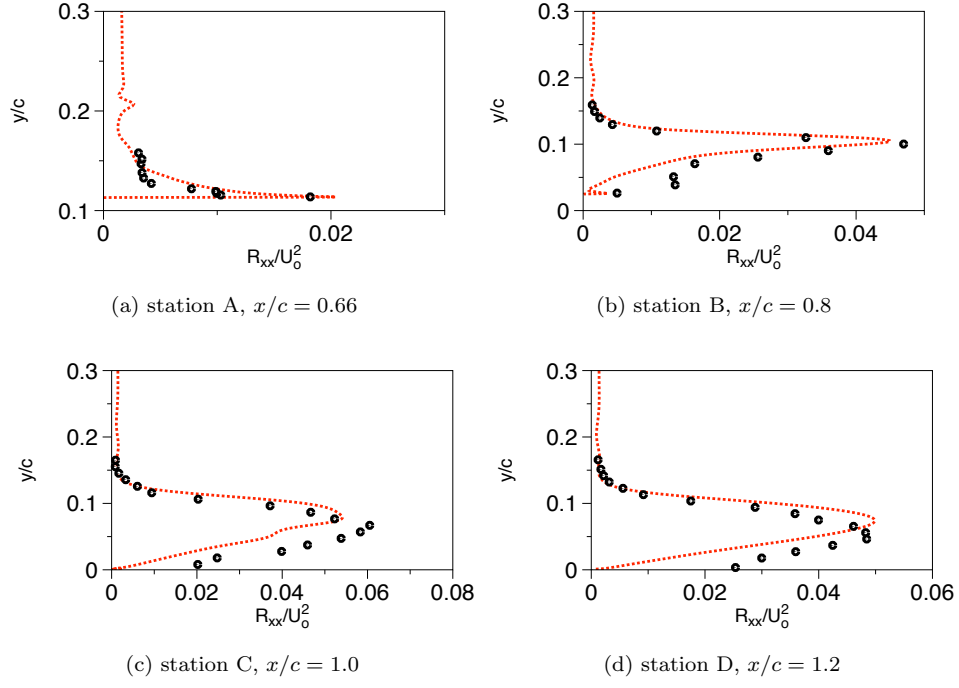 0.3
0.2
0.1
y/c
0
0.02
R_xx/U_o^2
(a) station A, x/c = 0.66
0.3
0.2
0.1
0
y/c
0
0.02
0.04
R_xx/U_o^2
(b) station B, x/c = 0.8
0.3
0.2
0.1
0
y/c
0
0.02
0.04
0.06
0.08
R_xx/U_o^2
(c) station C, x/c = 1.0
0.3
0.2
0.1
0
y/c
0
0.02
0.04
0.06
R_xx/U_o^2
(d) station D, x/c = 1.2